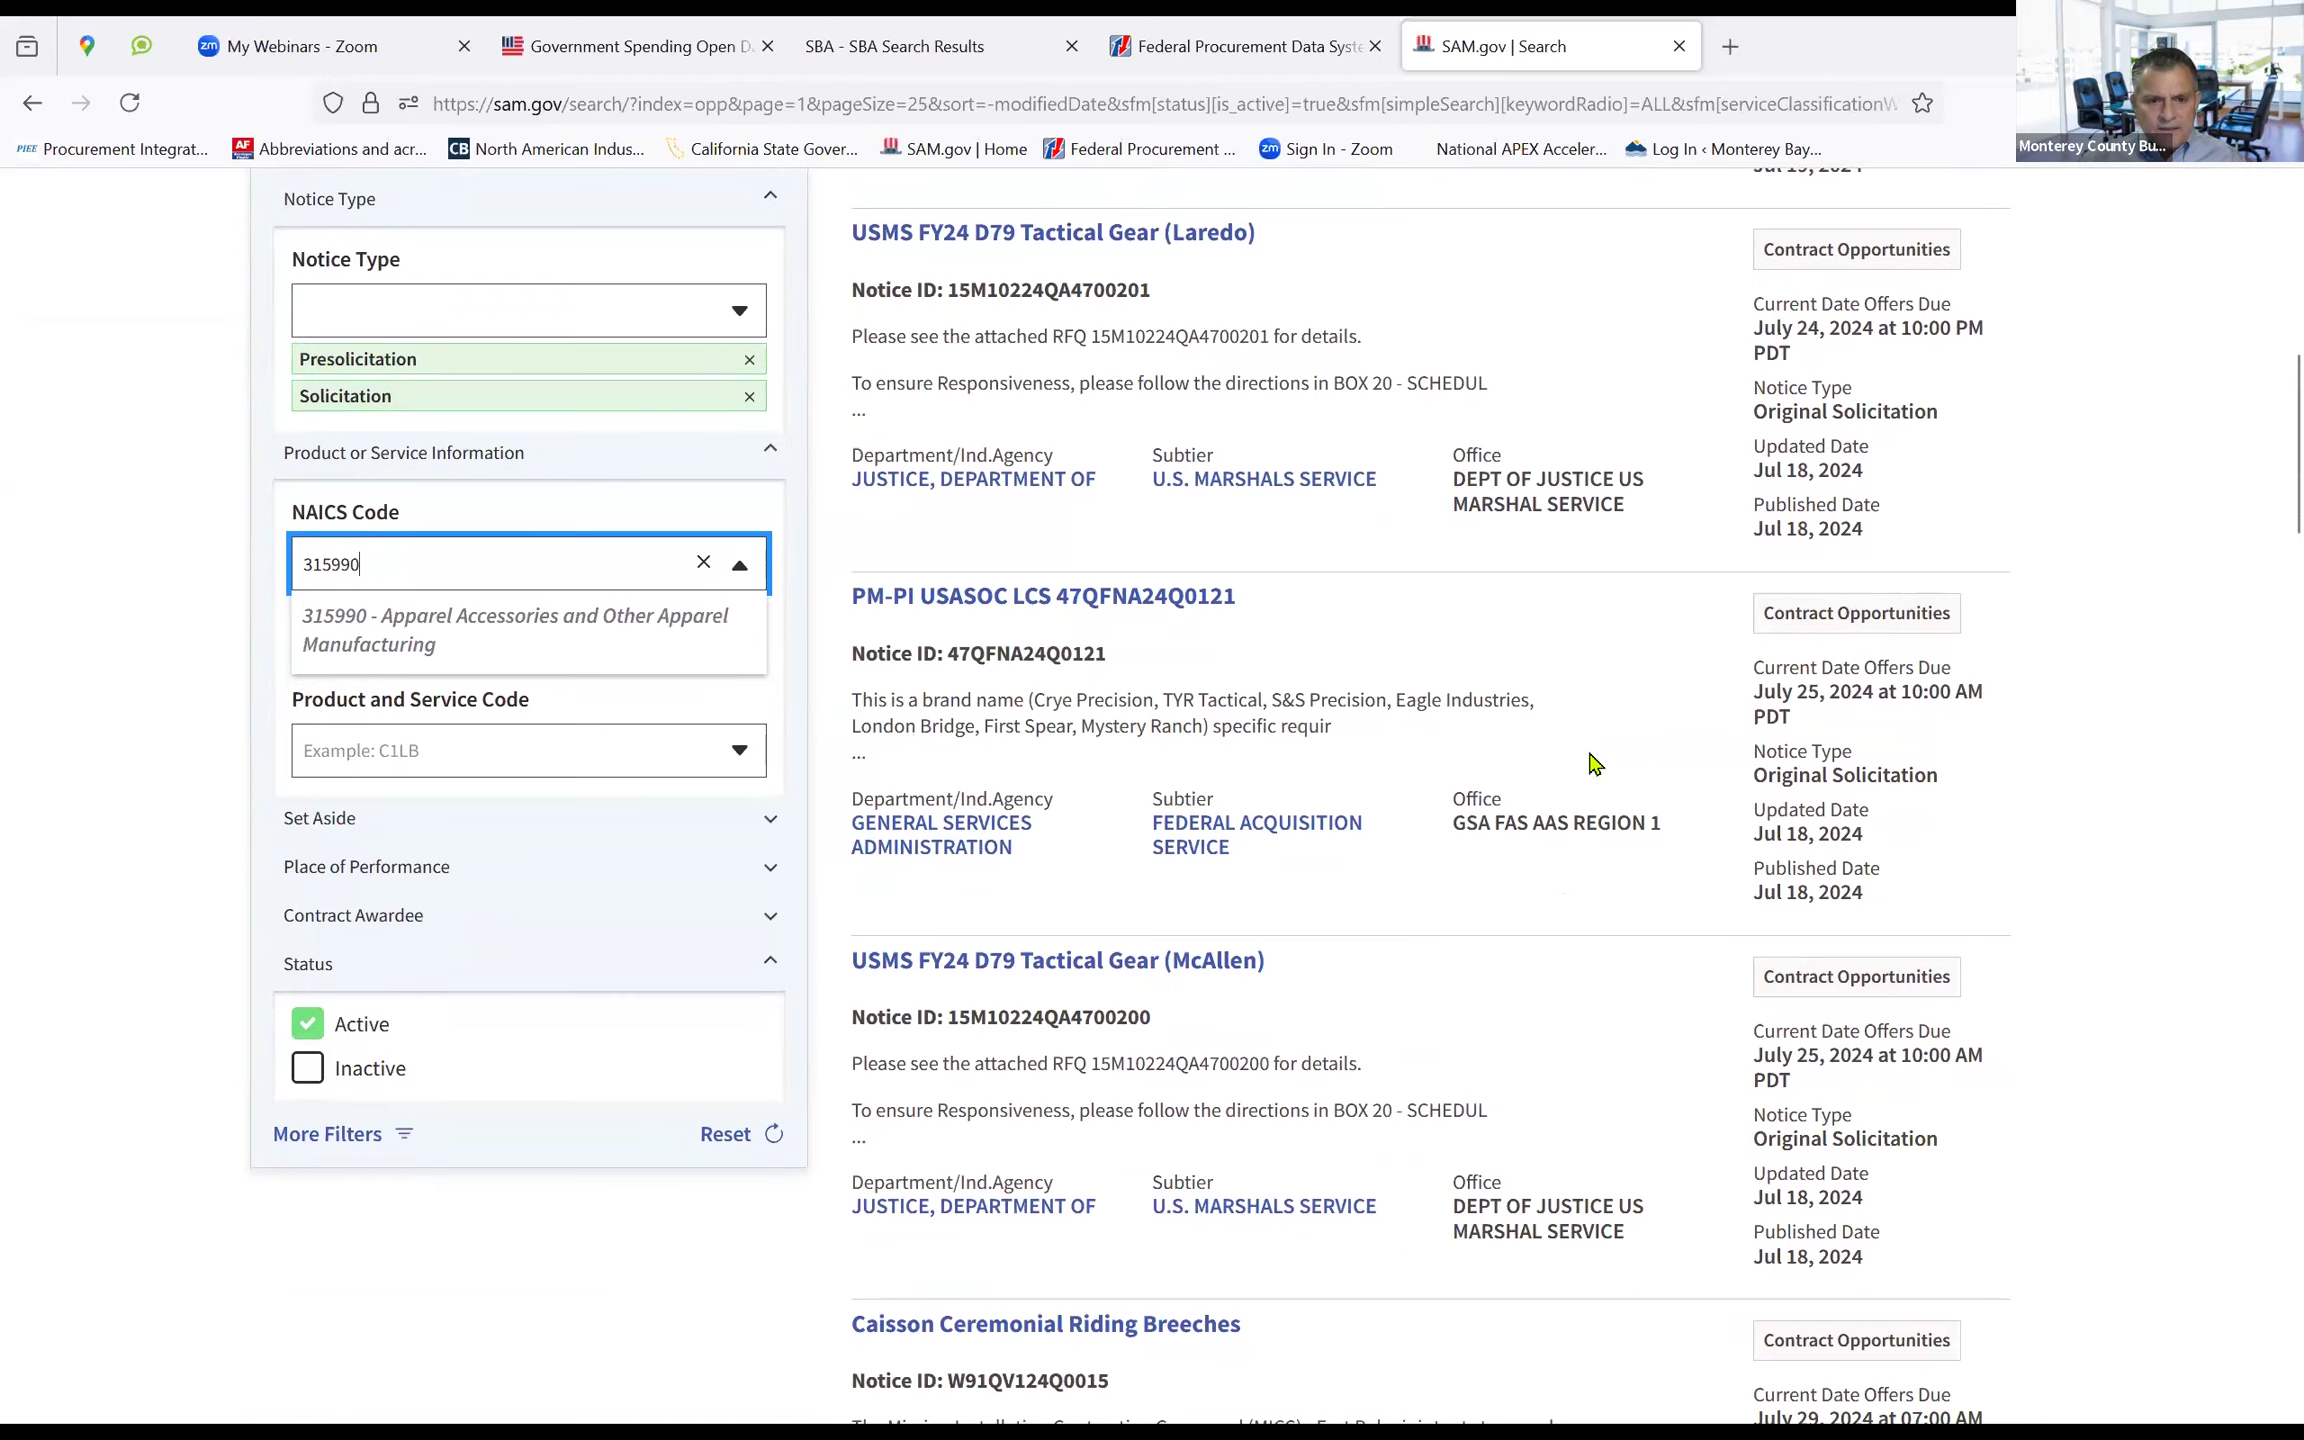 My Webinars - Zoom
Government Spending Open D
SBA - SBA Search Results
Federal Procurement Data Syst
SAM.gov | Search
https://sam.gov/search/?index=opp&page=1&pageSize=25&sort=-modifiedDate&sfm[status][is_active]=true&sfm[simpleSearch][keywordRadio]=ALL&sfm[serviceClassificationW
PIEE Procurement Integrat...
AF Abbreviations and acr...
CB North American Indus...
California State Gover...
SAM.gov | Home
Federal Procurement ...
zm Sign In - Zoom
National APEX Acceler...
Log In ‹ Monterey Bay...
Monterey County Bu...
Notice Type
Notice Type
Presolicitation
Solicitation
Product or Service Information
NAICS Code
315990
315990 - Apparel Accessories and Other Apparel
Manufacturing
Product and Service Code
Example: C1LB
Set Aside
Place of Performance
Contract Awardee
Status
Active
Inactive
More Filters
Reset
Jul 19, 2024
USMS FY24 D79 Tactical Gear (Laredo)
Notice ID: 15M10224QA4700201
Please see the attached RFQ 15M10224QA4700201 for details.
To ensure Responsiveness, please follow the directions in BOX 20 - SCHEDUL
...
Department/Ind.Agency
JUSTICE, DEPARTMENT OF
Subtier
U.S. MARSHALS SERVICE
Office
DEPT OF JUSTICE US
MARSHAL SERVICE
Contract Opportunities
Current Date Offers Due
July 24, 2024 at 10:00 PM
PDT
Notice Type
Original Solicitation
Updated Date
Jul 18, 2024
Published Date
Jul 18, 2024
PM-PI USASOC LCS 47QFNA24Q0121
Notice ID: 47QFNA24Q0121
This is a brand name (Crye Precision, TYR Tactical, S&S Precision, Eagle Industries,
London Bridge, First Spear, Mystery Ranch) specific requir
...
Department/Ind.Agency
GENERAL SERVICES
ADMINISTRATION
Subtier
FEDERAL ACQUISITION
SERVICE
Office
GSA FAS AAS REGION 1
Contract Opportunities
Current Date Offers Due
July 25, 2024 at 10:00 AM
PDT
Notice Type
Original Solicitation
Updated Date
Jul 18, 2024
Published Date
Jul 18, 2024
USMS FY24 D79 Tactical Gear (McAllen)
Notice ID: 15M10224QA4700200
Please see the attached RFQ 15M10224QA4700200 for details.
To ensure Responsiveness, please follow the directions in BOX 20 - SCHEDUL
...
Department/Ind.Agency
JUSTICE, DEPARTMENT OF
Subtier
U.S. MARSHALS SERVICE
Office
DEPT OF JUSTICE US
MARSHAL SERVICE
Contract Opportunities
Current Date Offers Due
July 25, 2024 at 10:00 AM
PDT
Notice Type
Original Solicitation
Updated Date
Jul 18, 2024
Published Date
Jul 18, 2024
Caisson Ceremonial Riding Breeches
Notice ID: W91QV124Q0015
Contract Opportunities
Current Date Offers Due
July 29, 2024 at 07:00 AM